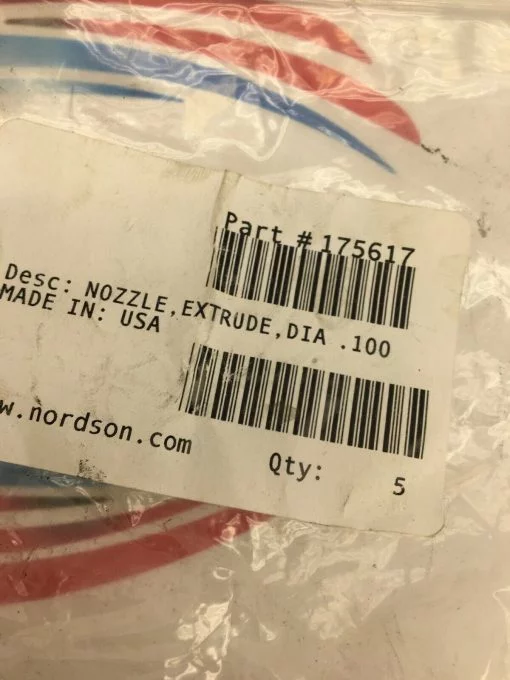 Part # 175617
Desc: NOZZLE,EXTRUDE,DIA .100
MADE IN: USA
w.nordson.com
Qty: 5